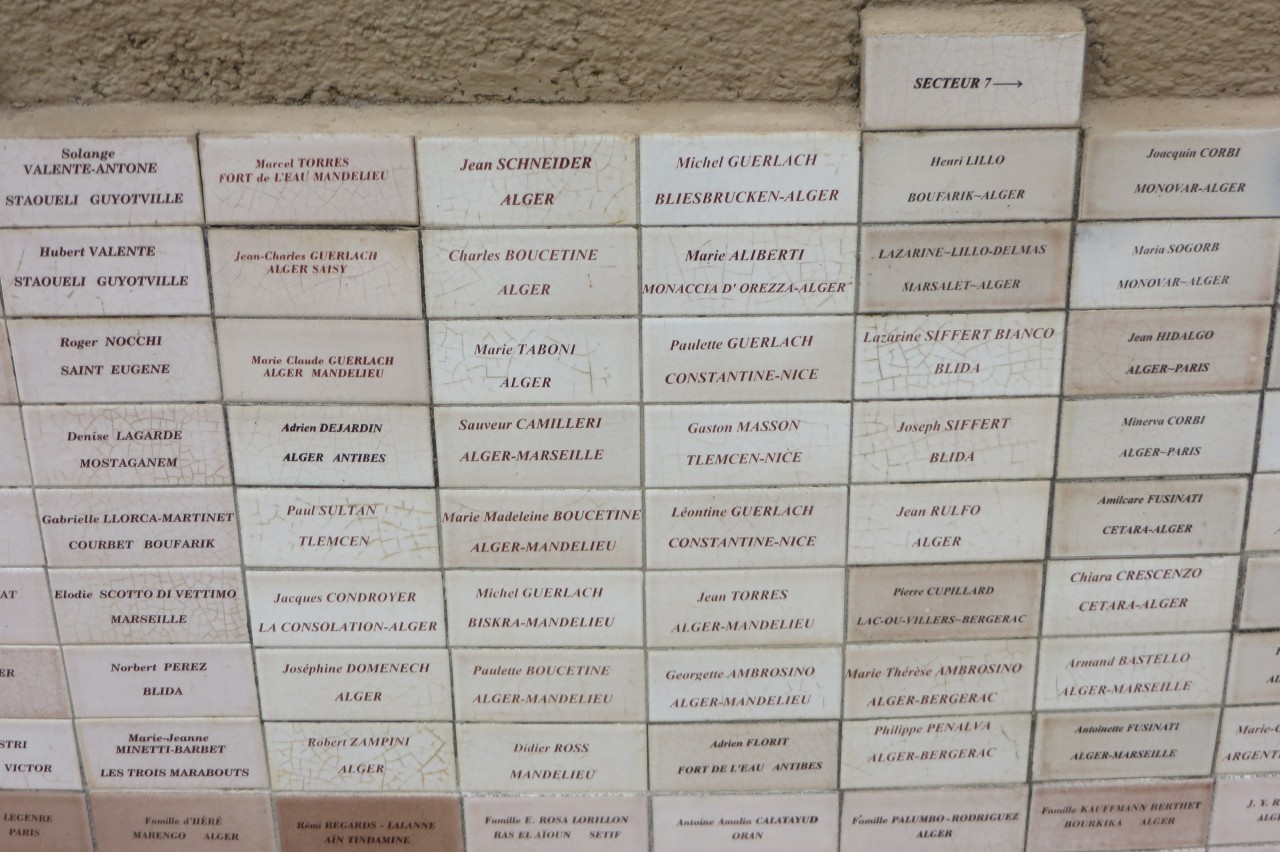 SECTEUR 7→
Solange
VALENTE-ANTONE
STAOUELI GUYOTVILLE
Marcel TORRES
FORT de L'EAU MANDELIEU
Jean SCHNEIDER
ALGER
Michel GUERLACH
BLIESBRUCKEN-ALGER
Henri LILLO
BOUFARIK~ALGER
Joacquin CORBI
MONOVAR-ALGER
Hubert VALENTE
STAOUELI GUYOTVILLE
Jean-Charles GUERLACH
ALGER SAISY
Charles BOUCETINE
ALGER
Marie ALIBERTI
MONACCIA D' OREZZA-ALGER
LAZARINE~LILLO-DELMAS
MARSALET~ALGER
Maria SOGORB
MONOVAR~ALGER
Roger NOCCHI
SAINT EUGENE
Marie Claude GUERLACH
ALGER MANDELIEU
Marie TABONI
ALGER
Paulette GUERLACH
CONSTANTINE-NICE
Lazarine SIFFERT BIANCO
BLIDA
Jean HIDALGO
ALGER~PARIS
Denise LAGARDE
MOSTAGANEM
Adrien DEJARDIN
ALGER ANTIBES
Sauveur CAMILLERI
ALGER-MARSEILLE
Gaston MASSON
TLEMCEN-NICE
Joseph SIFFERT
BLIDA
Minerva CORBI
ALGER~PARIS
Gabrielle LLORCA-MARTINET
COURBET BOUFARIK
Paul SULTAN
TLEMCEN
Marie Madeleine BOUCETINE
ALGER-MANDELIEU
Léontine GUERLACH
CONSTANTINE-NICE
Jean RULFO
ALGER
Amilcare FUSINATI
CETARA-ALGER
AT
Elodie SCOTTO DI VETTIMO
MARSEILLE
Jacques CONDROYER
LA CONSOLATION-ALGER
Michel GUERLACH
BISKRA-MANDELIEU
Jean TORRES
ALGER-MANDELIEU
Pierre CUPILLARD
LAC-OU-VILLERS~BERGERAC
Chiara CRESCENZO
CETARA-ALGER
ER
Norbert PEREZ
BLIDA
Joséphine DOMENECH
ALGER
Paulette BOUCETINE
ALGER-MANDELIEU
Georgette AMBROSINO
ALGER-MANDELIEU
Marie Thérèse AMBROSINO
ALGER-BERGERAC
Armand BASTELLO
ALGER-MARSEILLE
STRI
VICTOR
Marie-Jeanne
MINETTI-BARBET
LES TROIS MARABOUTS
Robert ZAMPINI
ALGER
Didier ROSS
MANDELIEU
Adrien FLORIT
FORT DE L'EAU ANTIBES
Philippe PENALVA
ALGER-BERGERAC
Antoinette FUSINATI
ALGER-MARSEILLE
LEGENRE
PARIS
Famille d'HÉRÉ
MARENGO ALGER
Rémi REGARDS - LALANNE
AÏN TINDAMINE
Famille E. ROSA LORILLON
RAS EL AÏOUN SETIF
Antoine Amalia CALATAYUD
ORAN
Famille PALUMBO-RODRIGUEZ
ALGER
Famille KAUFFMANN BERTHET
BOURKIKA ALGER